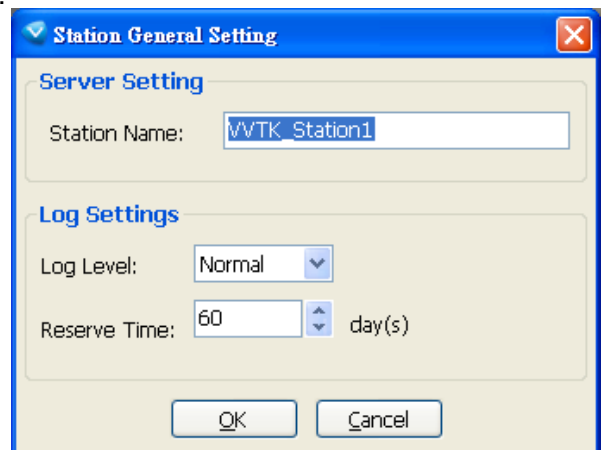 .
Station General Setting
Server Setting
Station Name: VVTK_Station1
Log Settings
Log Level: Normal
Reserve Time: 60 day(s)
OK Cancel